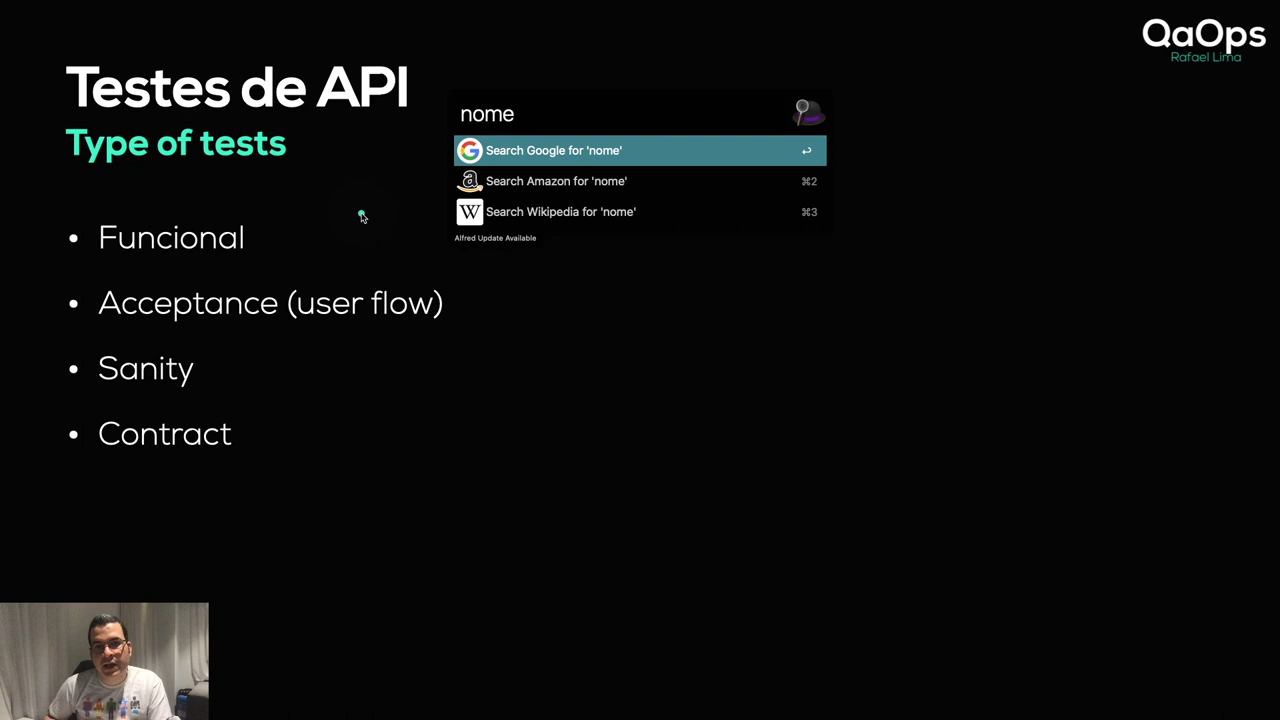 QaOps
Rafael Lima
Testes de API
Type of tests
nome
Search Google for 'nome'
↩
Search Amazon for 'nome'
⌘2
Search Wikipedia for 'nome'
⌘3
Alfred Update Available
• Funcional
• Acceptance (user flow)
• Sanity
• Contract